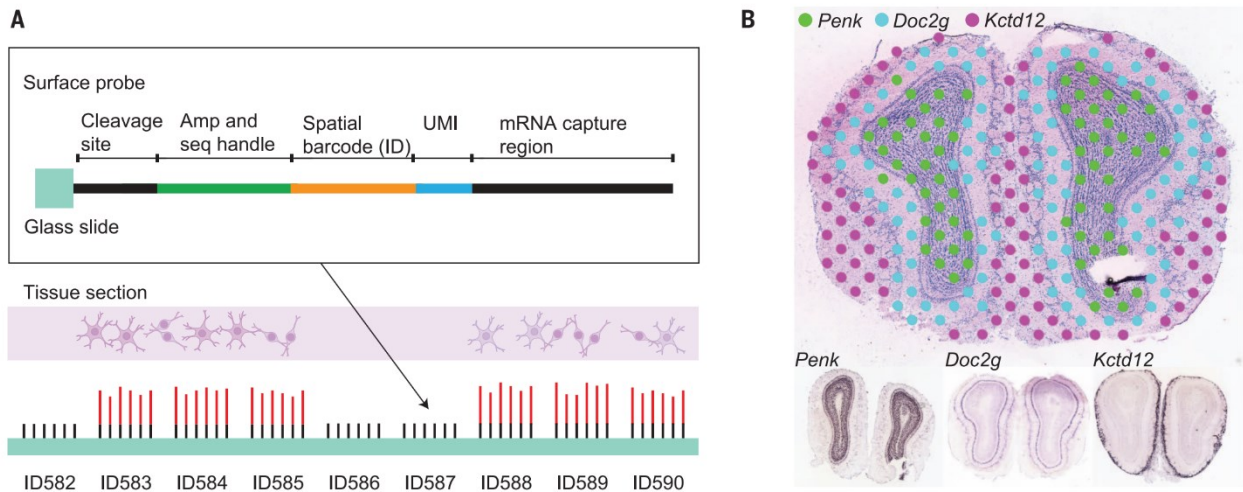 A
Surface probe
Cleavage site
Amp and seq handle
Spatial barcode (ID)
UMI
mRNA capture region
Glass slide
Tissue section
ID582 ID583 ID584 ID585 ID586 ID587 ID588 ID589 ID590
B
Penk Doc2g Kctd12
Penk Doc2g Kctd12